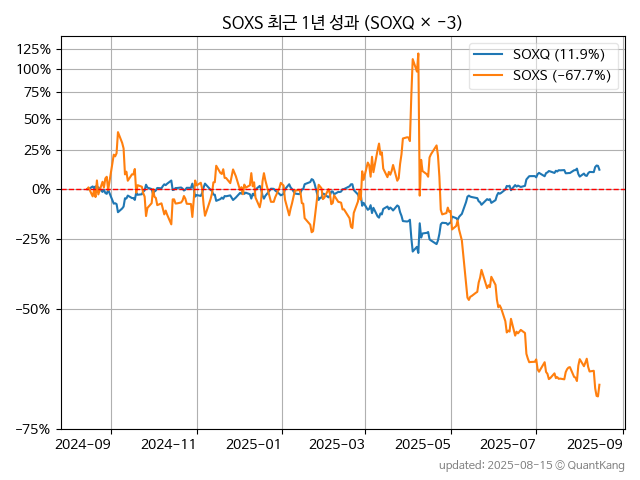 SOXS 최근 1년 성과 (SOXQ × −3)
SOXQ (11.9%)
SOXS (−67.7%)
125%
100%
75%
50%
25%
0%
−25%
−50%
−75%
2024-09 2024-11 2025-01 2025-03 2025-05 2025-07 2025-09
updated: 2025-08-15 © QuantKang